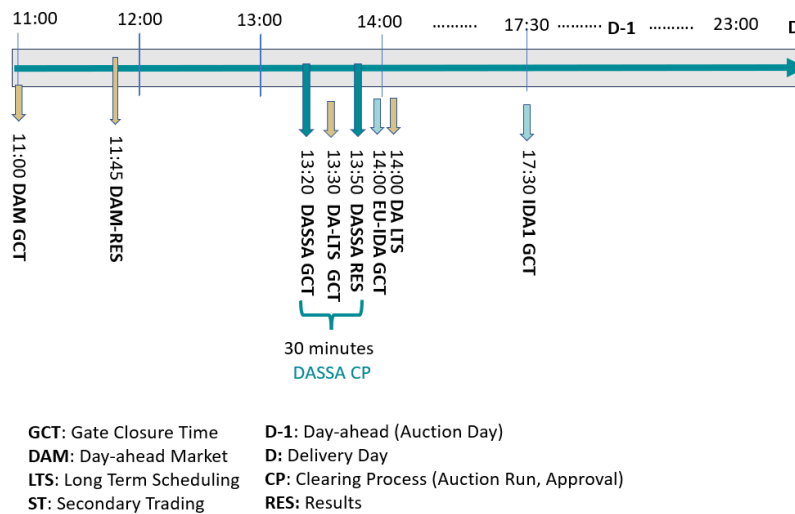 11:00 12:00 13:00 14:00 ......... 17:30 ......... D-1 ......... 23:00 D
11:00 DAM GCT
11:45 DAM-RES
13:20 DASSA GCT
13:30 DA-LTS GCT
13:50 DASSA RES
14:00 EU-IDA GCT
14:00 DA LTS
17:30 IDA1 GCT
30 minutes
DASSA CP
GCT: Gate Closure Time
DAM: Day-ahead Market
LTS: Long Term Scheduling
ST: Secondary Trading
D-1: Day-ahead (Auction Day)
D: Delivery Day
CP: Clearing Process (Auction Run, Approval)
RES: Results